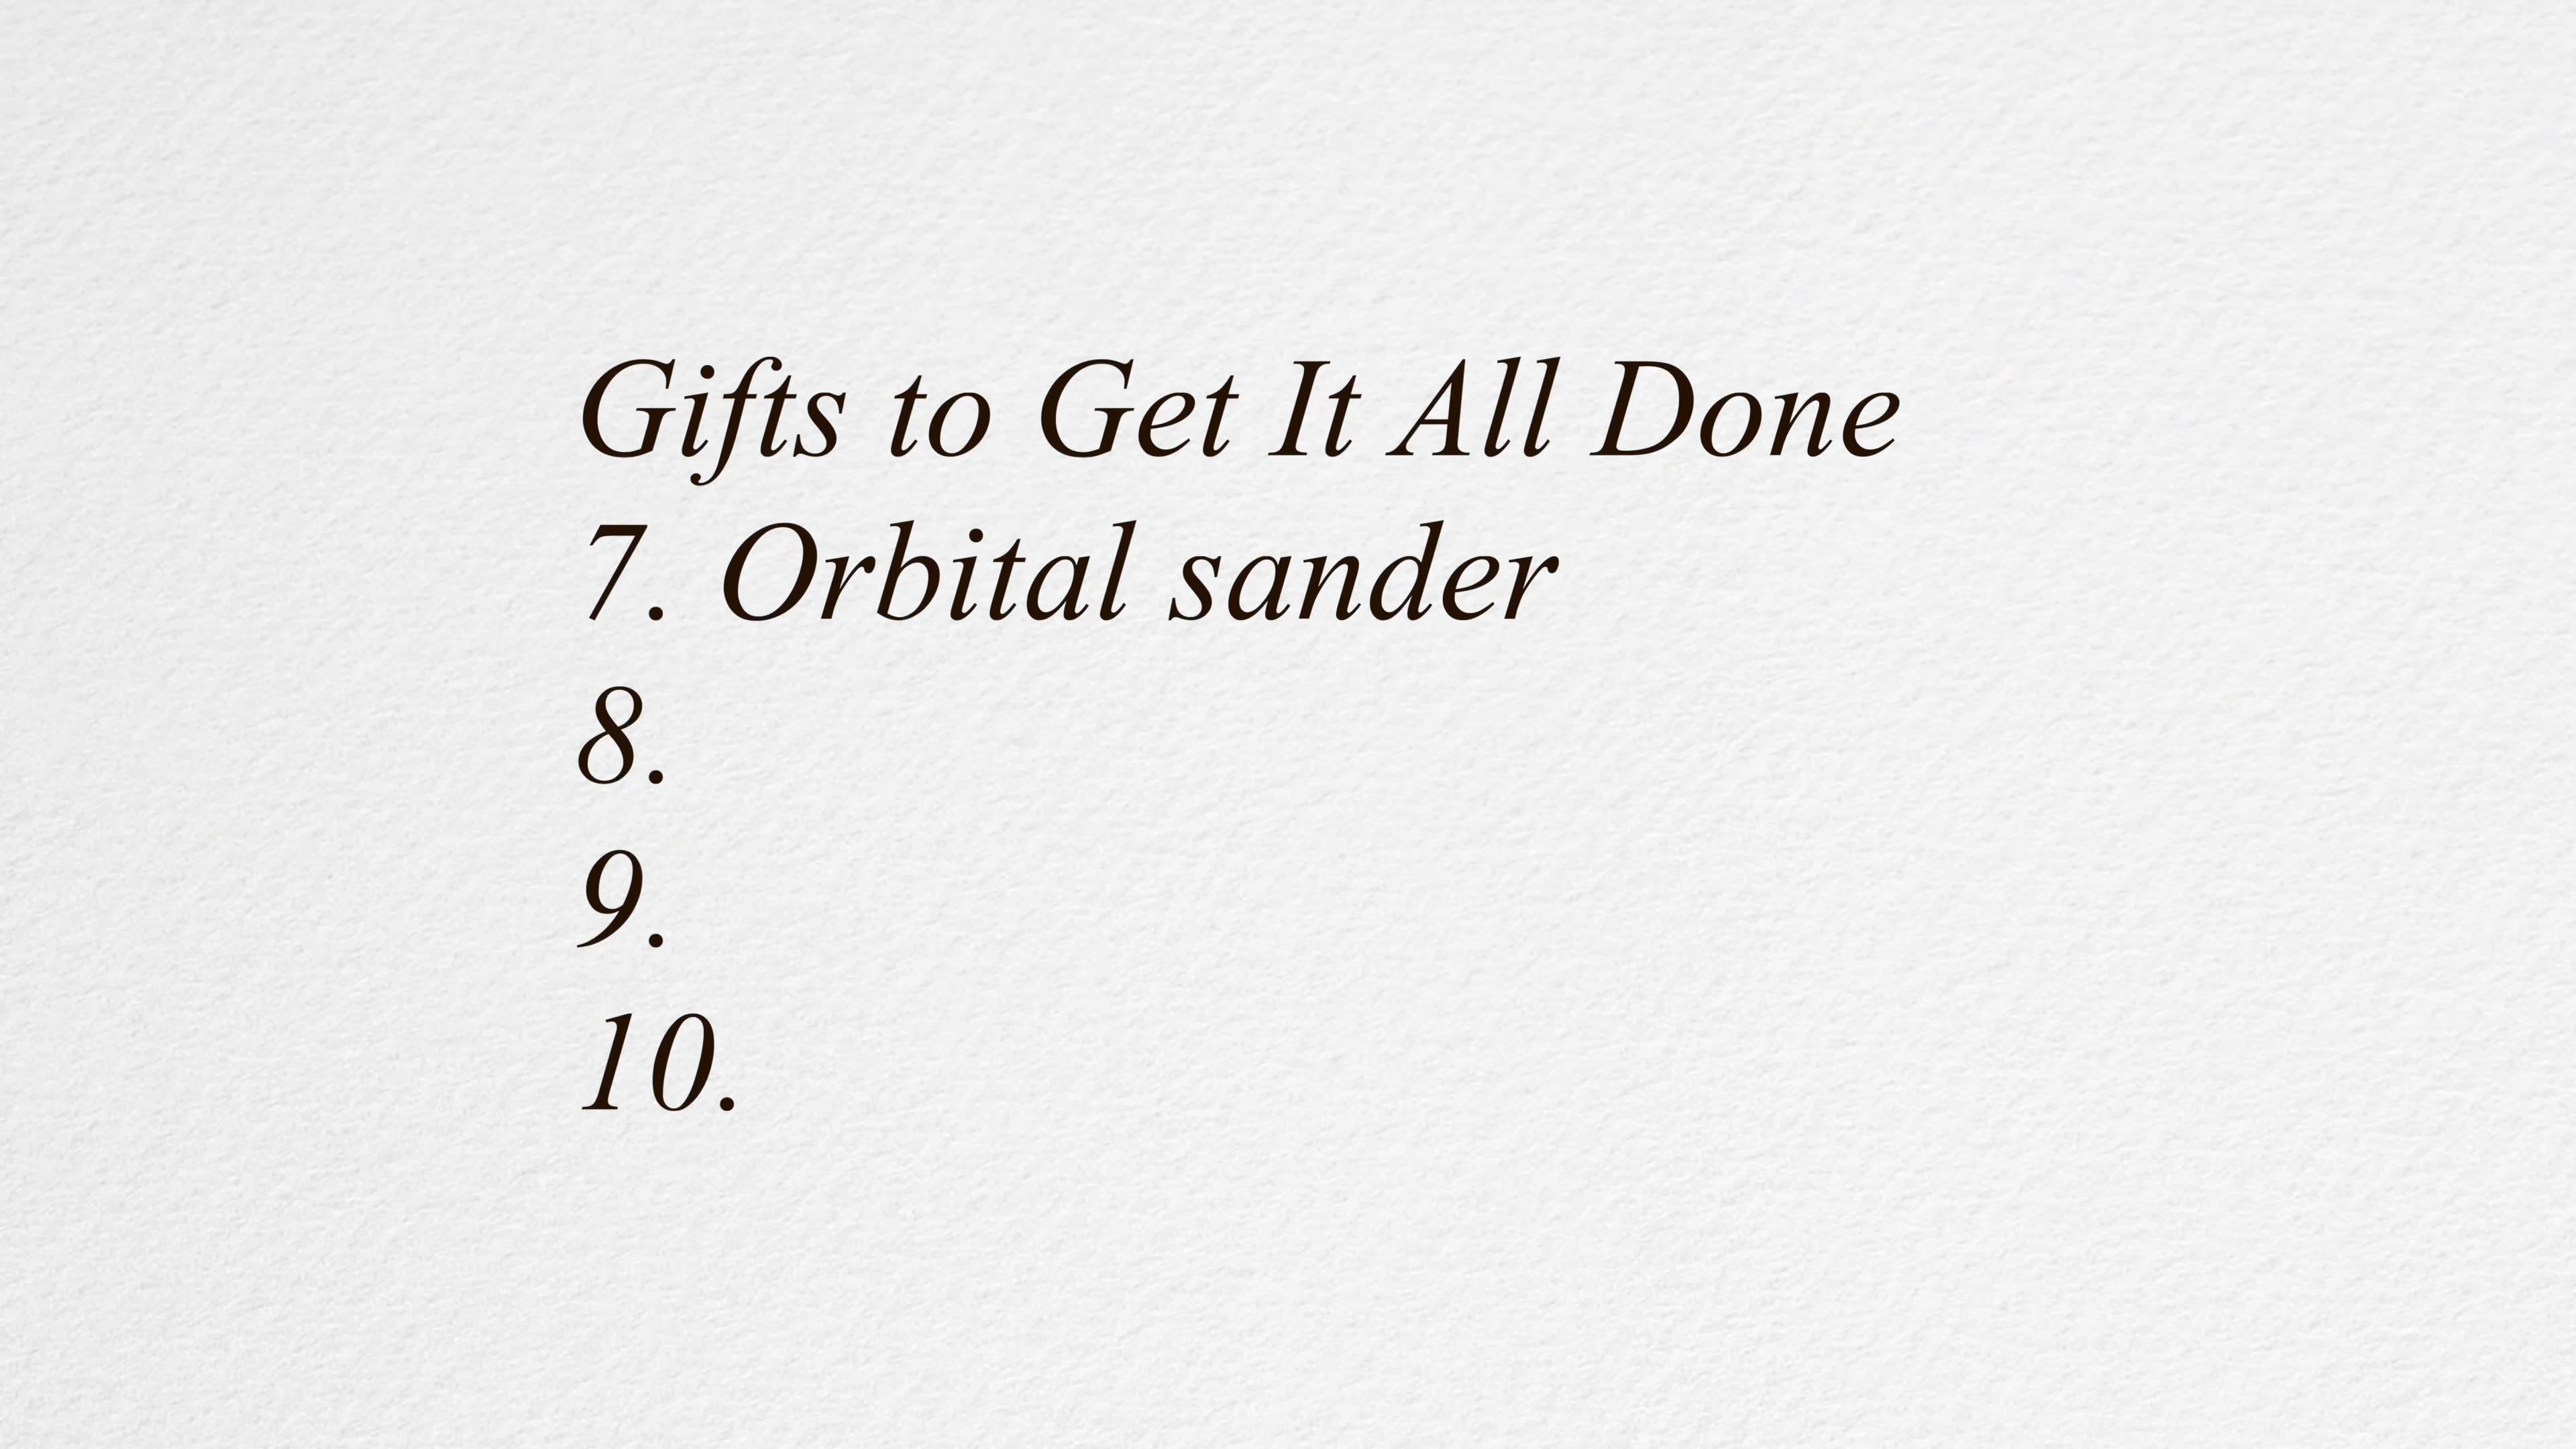 Gifts to Get It All Done
7. Orbital sander
8.
9.
10.